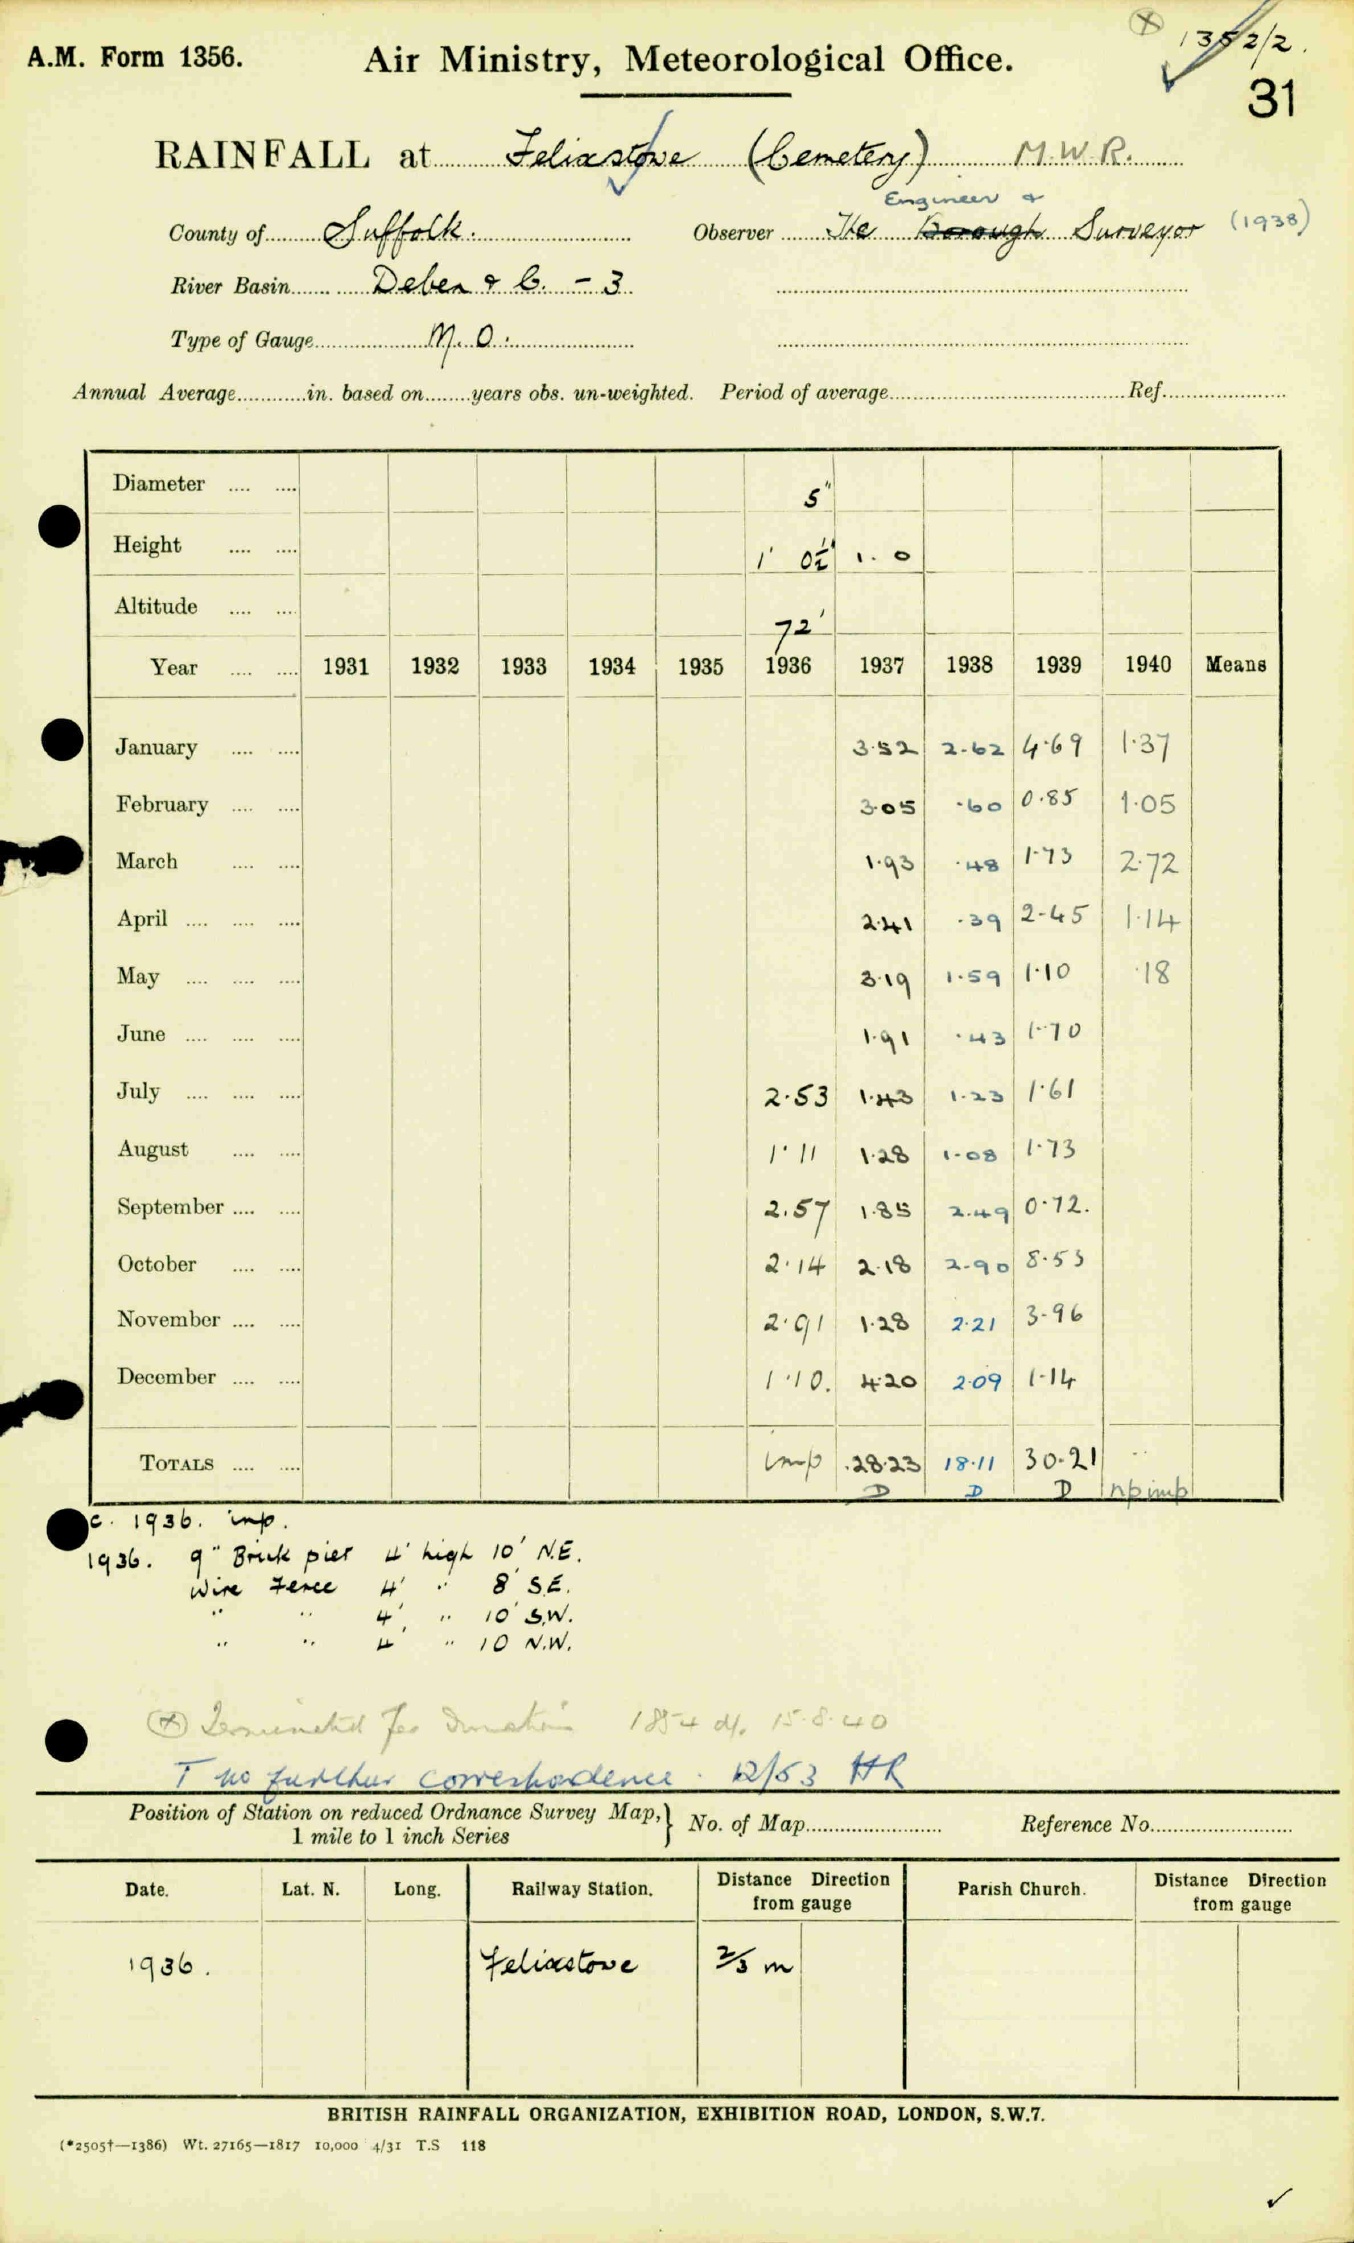 A.M. Form 1356.
Air Ministry, Meteorological Office.
1352/2.
31
RAINFALL at Felixstowe (Cemetery) M.W.R.
Engineer &
County of Suffolk. Observer The Borough Surveyor (1938)
River Basin Deben & C. - 3
Type of Gauge M.O.
Annual Average in. based on years obs. un-weighted. Period of average Ref.
Diameter 5"
Height 1' 0½" 1. 0
Altitude 72'
Year 1931 1932 1933 1934 1935 1936 1937 1938 1939 1940 Means
January 3.52 2.62 4.69 1.37
February 3.05 .60 0.85 1.05
March 1.93 .48 1.73 2.72
April 2.41 .39 2.45 1.14
May 3.19 1.59 1.10 .18
June 1.91 .43 1.70
July 2.53 1.43 1.23 1.61
August 1.11 1.28 1.08 1.73
September 2.57 1.85 2.49 0.72.
October 2.14 2.18 2.90 8.53
November 2.91 1.28 2.21 3.96
December 1.10. 4.20 2.09 1.14
TOTALS imp .28.23 18.11 30.21 ..
D D D np imp
c. 1936. imp.
1936. 9" Brick pier 4' high 10' N.E.
Wire Fence 4' " 8' S.E.
" " 4' " 10' S.W.
" " 4' " 10 N.W.
(x) Terminated for duration 1854 d/. 15.8.40
T no further correspondence. 12/53 HR
Position of Station on reduced Ordnance Survey Map,} No. of Map Reference No.
1 mile to 1 inch Series
Date. Lat. N. Long. Railway Station. Distance Direction from gauge Parish Church. Distance Direction from gauge
1936. Felixstowe 2/3 m
BRITISH RAINFALL ORGANIZATION, EXHIBITION ROAD, LONDON, S.W.7.
(*2505†—1386) Wt. 27165—1817 10,000 4/31 T.S 118